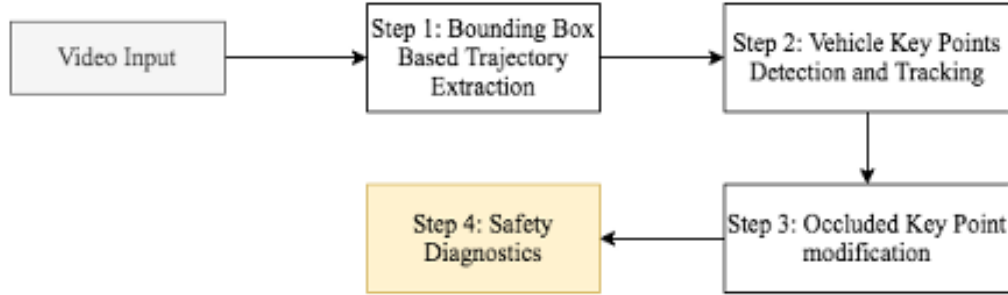 Video Input
Step 1: Bounding Box
Based Trajectory
Extraction
Step 2: Vehicle Key Points
Detection and Tracking
Step 3: Occluded Key Point
modification
Step 4: Safety
Diagnostics